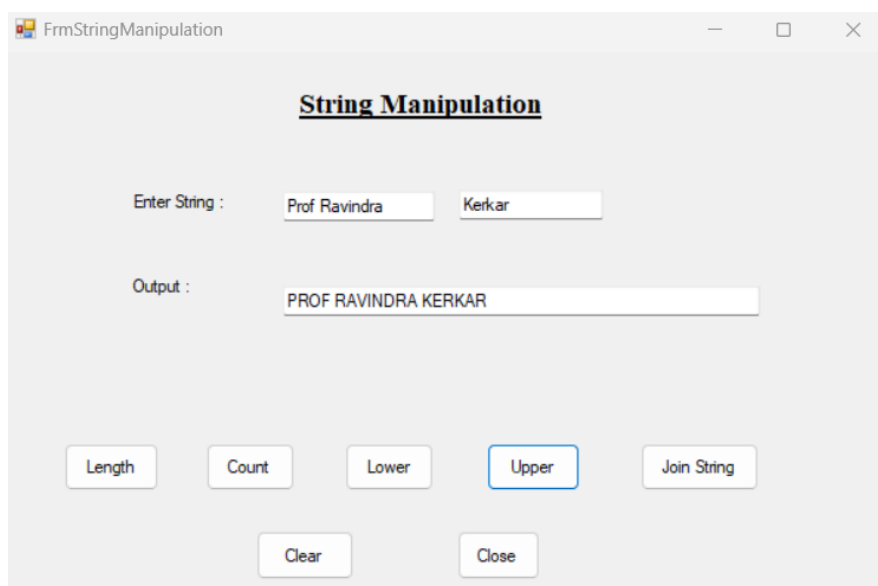 FrmStringManipulation
String Manipulation
Enter String : Prof Ravindra Kerkar
Output : PROF RAVINDRA KERKAR
Length Count Lower Upper Join String
Clear Close